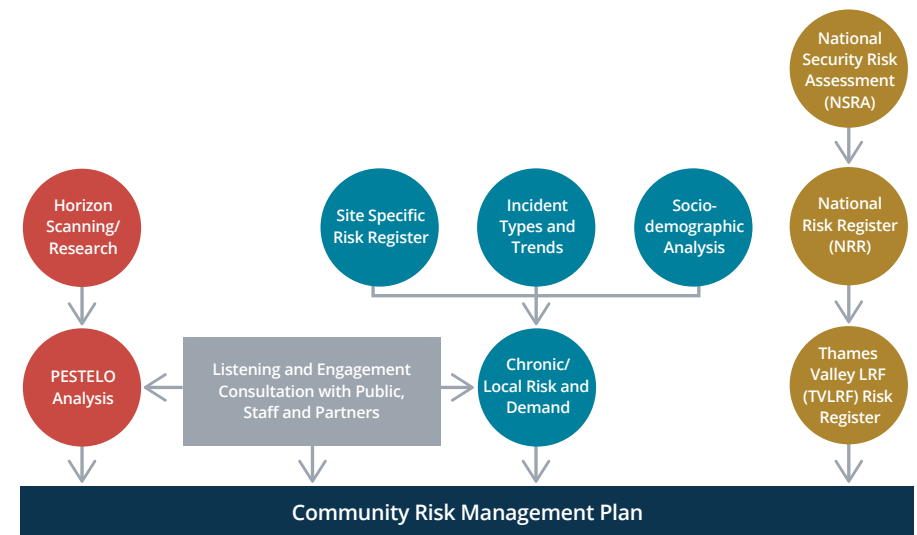 National
Security Risk
Assessment
(NSRA)
Horizon
Scanning/
Research
Site Specific
Risk Register
Incident
Types and
Trends
Socio-
demographic
Analysis
National
Risk Register
(NRR)
PESTELO
Analysis
Listening and Engagement
Consultation with Public,
Staff and Partners
Chronic/
Local Risk and
Demand
Thames
Valley LRF
(TVLRF) Risk
Register
Community Risk Management Plan